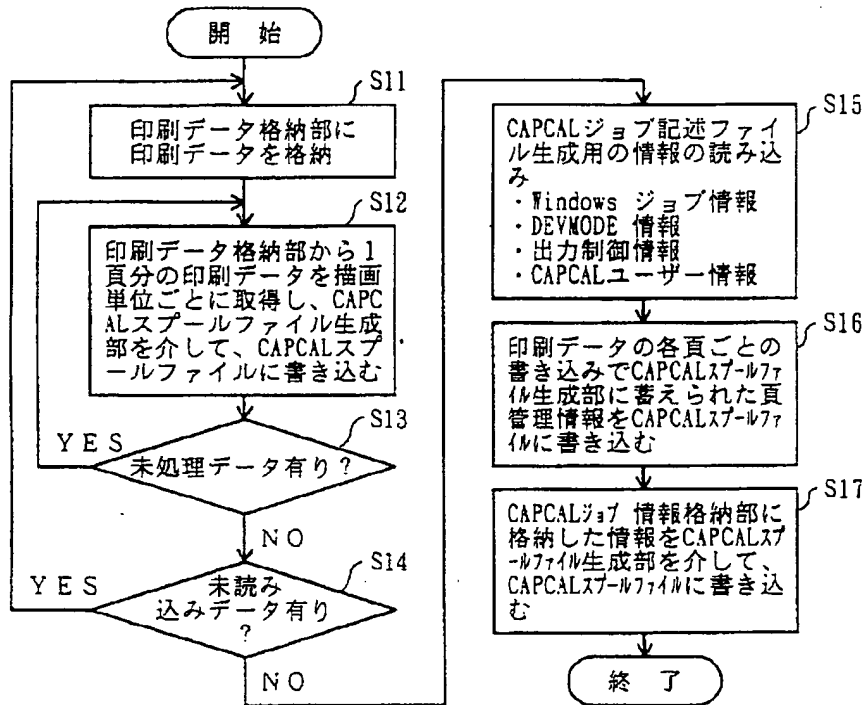 開始
S11
印刷データ格納部に
印刷データを格納
S12
印刷データ格納部から1
頁分の印刷データを描画
単位ごとに取得し、CAPC
ALスプールファイル生成
部を介して、CAPCALスプ
ールファイルに書き込む
S13
YES
未処理データ有り?
NO
S14
YES
未読み
込みデータ有り
?
NO
S15
CAPCALジョブ記述ファイ
ル生成用の情報の読み込
み
・Windows ジョブ情報
・DEVMODE 情報
・出力制御情報
・CAPCALユーザー情報
S16
印刷データの各頁ごとの
書き込みでCAPCALスプールファ
イル生成部に蓄えられた頁
管理情報をCAPCALスプールファ
イルに書き込む
S17
CAPCALジョブ 情報格納部に
格納した情報をCAPCALスプ
ールファイル生成部を介して、
CAPCALスプールファイルに書き込
む
終了